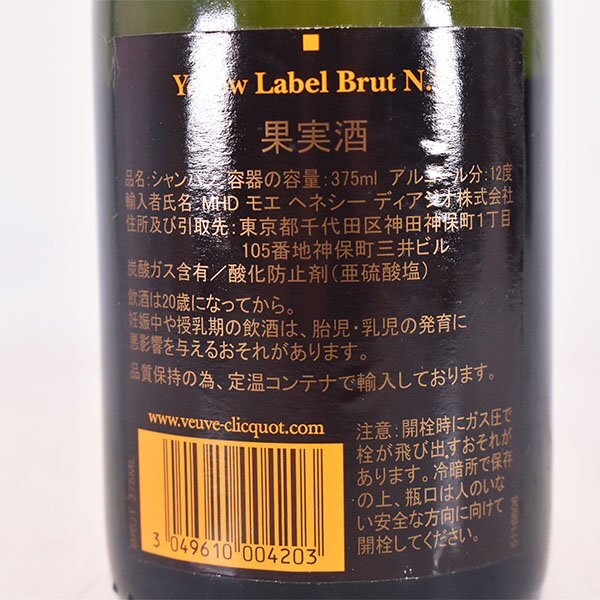 Yellow Label Brut N.
果実酒
品名:シャンパン 容器の容量:375ml アルコール分:12度
輸入者氏名 MHD モエ ヘネシー ディアジオ株式会社
住所及び引取先:東京都千代田区神田神保町1丁目
105番地神保町三井ビル
炭酸ガス含有/酸化防止剤(亜硫酸塩)
飲酒は20歳になってから。
妊娠中や授乳期の飲酒は、胎児・乳児の発育に
悪影響を与えるおそれがあります。
品質保持の為、定温コンテナで輸入しております。
www.veuve-clicquot.com
BRUT 375ML
3 049610 004203
注意:開栓時にガス圧で
栓が飛び出すおそれが
あります。冷暗所で保存
の上、瓶口は人のいな
い安全な方向に向けて
開栓してください。